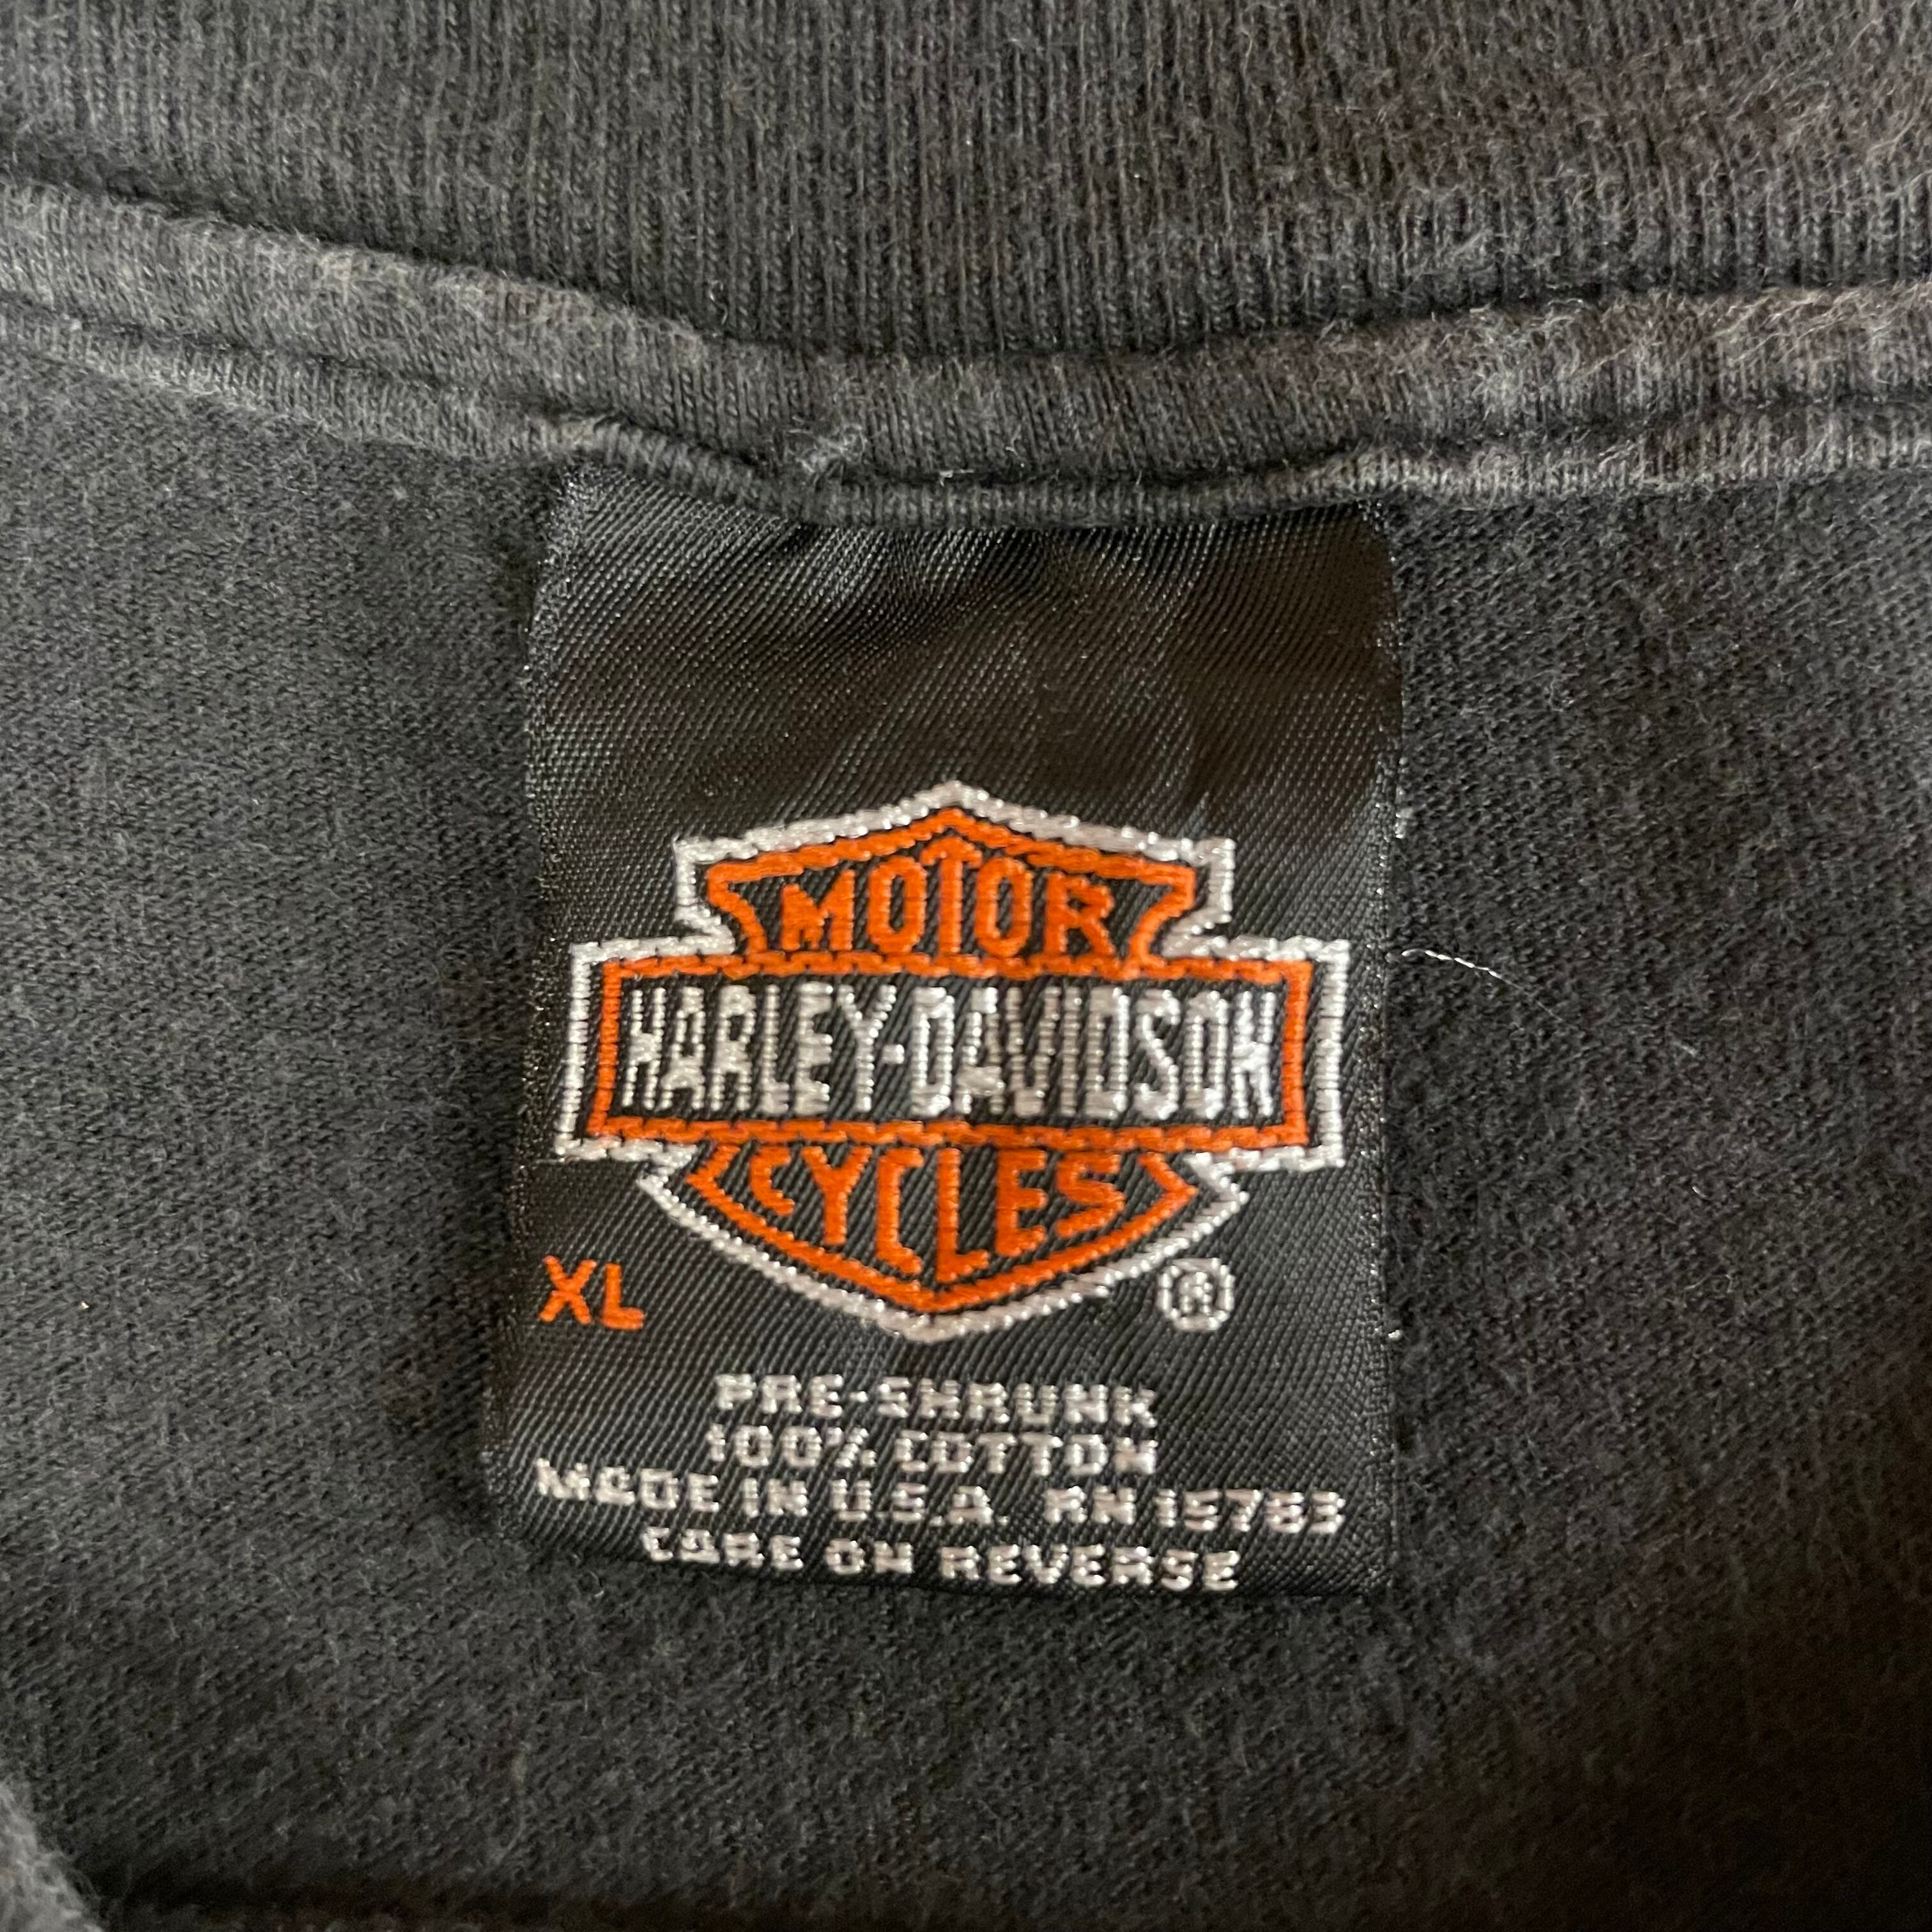 MOTOR
HARLEY-DAVIDSON
CYCLES
XL ®
PRE-SHRUNK
100% COTTON
MADE IN U.S.A. RN 15763
CARE ON REVERSE